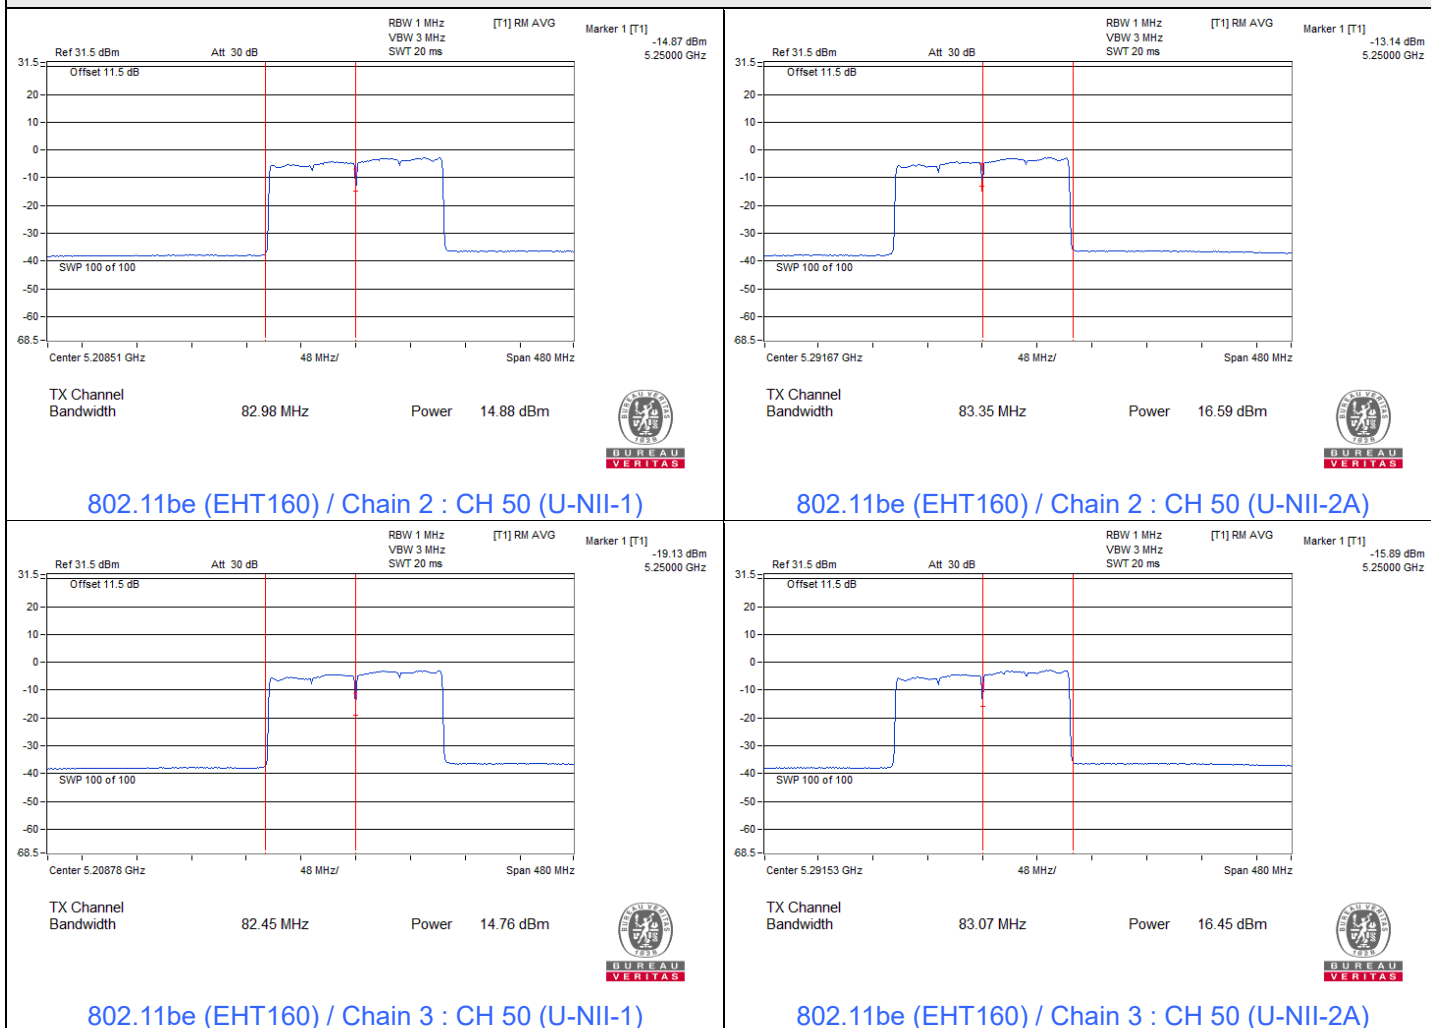 RBW 1 MHz
VBW 3 MHz
SWT 20 ms
[T1] RM AVG
Marker 1 [T1]
-14.87 dBm
5.25000 GHz
Ref 31.5 dBm
Att 30 dB
31.5
Offset 11.5 dB
20
10
0
-10
-20
-30
-40
SWP 100 of 100
-50
-60
-68.5
Center 5.20851 GHz
48 MHz/
Span 480 MHz
TX Channel
Bandwidth 82.98 MHz Power 14.88 dBm
BUREAU VERITAS
1828
BUREAU
VERITAS
802.11be (EHT160) / Chain 2 : CH 50 (U-NII-1)
RBW 1 MHz
VBW 3 MHz
SWT 20 ms
[T1] RM AVG
Marker 1 [T1]
-13.14 dBm
5.25000 GHz
Ref 31.5 dBm
Att 30 dB
31.5
Offset 11.5 dB
20
10
0
-10
-20
-30
-40
SWP 100 of 100
-50
-60
-68.5
Center 5.29167 GHz
48 MHz/
Span 480 MHz
TX Channel
Bandwidth 83.35 MHz Power 16.59 dBm
BUREAU VERITAS
1828
BUREAU
VERITAS
802.11be (EHT160) / Chain 2 : CH 50 (U-NII-2A)
RBW 1 MHz
VBW 3 MHz
SWT 20 ms
[T1] RM AVG
Marker 1 [T1]
-19.13 dBm
5.25000 GHz
Ref 31.5 dBm
Att 30 dB
31.5
Offset 11.5 dB
20
10
0
-10
-20
-30
-40
SWP 100 of 100
-50
-60
-68.5
Center 5.20878 GHz
48 MHz/
Span 480 MHz
TX Channel
Bandwidth 82.45 MHz Power 14.76 dBm
BUREAU VERITAS
1828
BUREAU
VERITAS
802.11be (EHT160) / Chain 3 : CH 50 (U-NII-1)
RBW 1 MHz
VBW 3 MHz
SWT 20 ms
[T1] RM AVG
Marker 1 [T1]
-15.89 dBm
5.25000 GHz
Ref 31.5 dBm
Att 30 dB
31.5
Offset 11.5 dB
20
10
0
-10
-20
-30
-40
SWP 100 of 100
-50
-60
-68.5
Center 5.29153 GHz
48 MHz/
Span 480 MHz
TX Channel
Bandwidth 83.07 MHz Power 16.45 dBm
BUREAU VERITAS
1828
BUREAU
VERITAS
802.11be (EHT160) / Chain 3 : CH 50 (U-NII-2A)